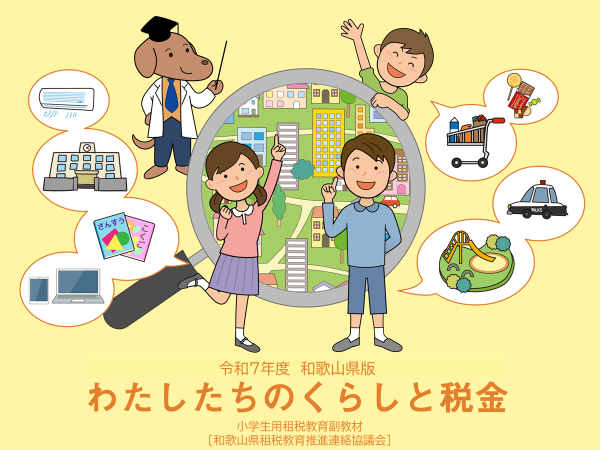 さんすう
こくご
POLICE
令和7年度 和歌山県版
わたしたちのくらしと税金
小学生用租税教育副教材
［和歌山県租税教育推進連絡協議会］